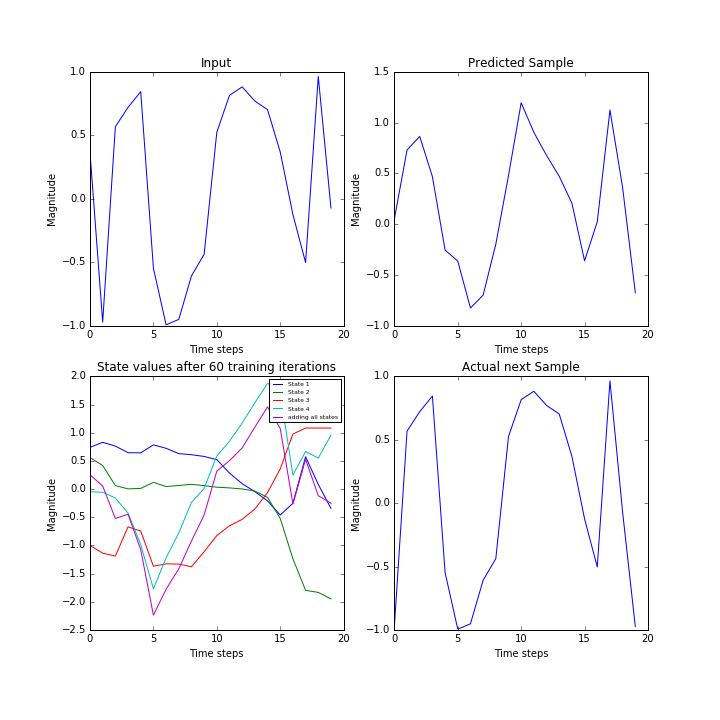 Input
Magnitude
1.0
0.5
0.0
−0.5
−1.0
0 5 10 15 20
Time steps
Predicted Sample
Magnitude
1.5
1.0
0.5
0.0
−0.5
−1.0
0 5 10 15 20
Time steps
State values after 60 training iterations
Magnitude
2.0
1.5
1.0
0.5
0.0
−0.5
−1.0
−1.5
−2.0
−2.5
State 1
State 2
State 3
State 4
adding all states
0 5 10 15 20
Time steps
Actual next Sample
Magnitude
1.0
0.5
0.0
−0.5
−1.0
0 5 10 15 20
Time steps